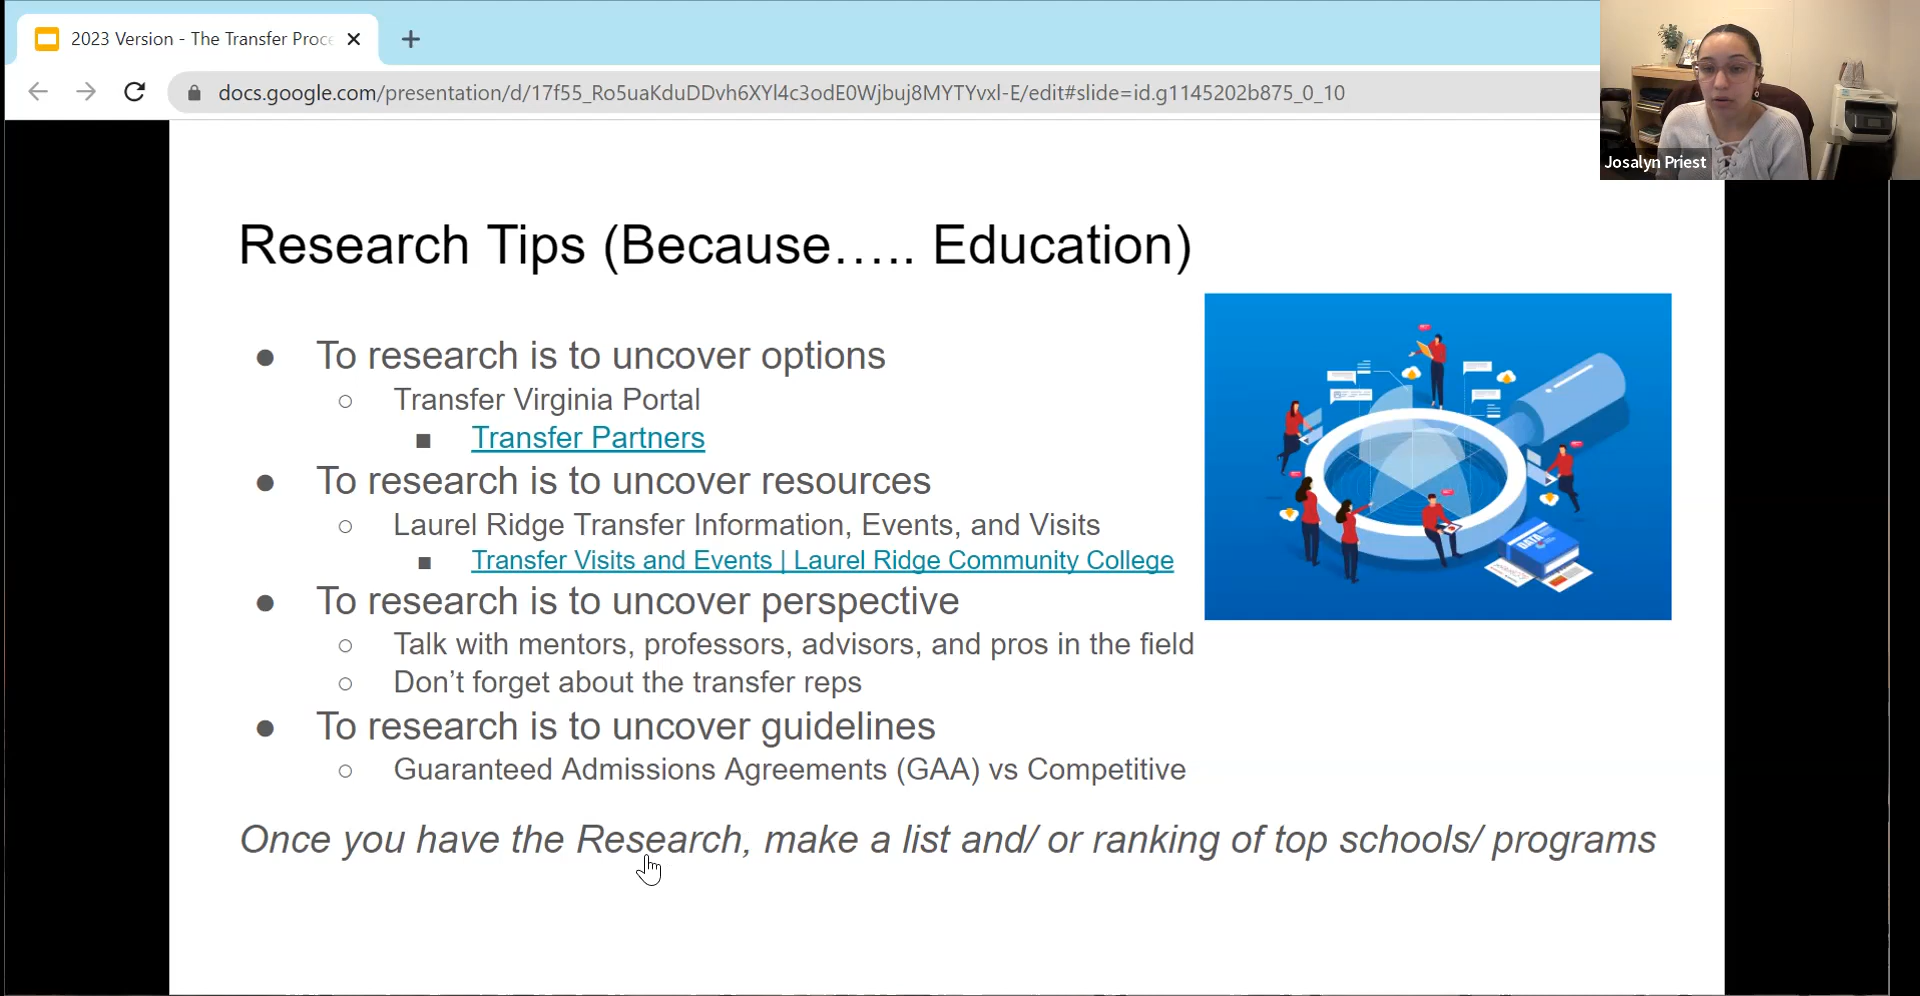 2023 Version - The Transfer Proc
docs.google.com/presentation/d/17f55_Ro5uaKduDDvh6XYl4c3odE0Wjbuj8MYTYvxl-E/edit#slide=id.g1145202b875_0_10
Josalyn Priest
Research Tips (Because….. Education)
To research is to uncover options
Transfer Virginia Portal
Transfer Partners
To research is to uncover resources
Laurel Ridge Transfer Information, Events, and Visits
Transfer Visits and Events | Laurel Ridge Community College
To research is to uncover perspective
Talk with mentors, professors, advisors, and pros in the field
Don’t forget about the transfer reps
To research is to uncover guidelines
Guaranteed Admissions Agreements (GAA) vs Competitive
Once you have the Research, make a list and/ or ranking of top schools/ programs
DATA